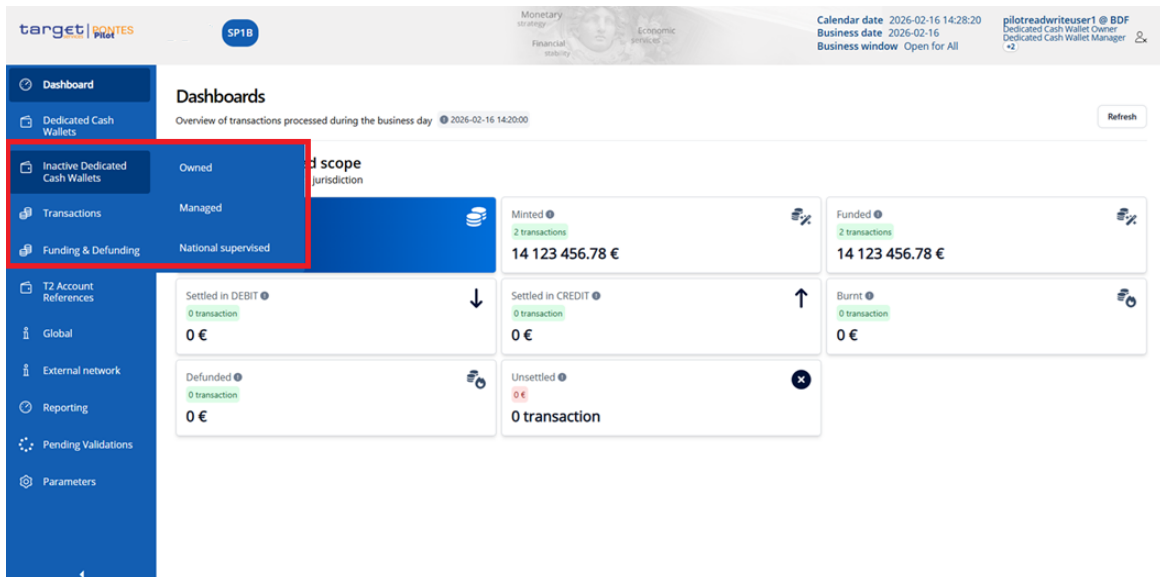 target | PONTES
Pilot
SP1B
Monetary
strategy
Economic
services
Financial
stability
Calendar date 2026-02-16 14:28:20
Business date 2026-02-16
Business window Open for All
pilotreadwriteuser1 @ BDF
Dedicated Cash Wallet Owner
Dedicated Cash Wallet Manager
+2
Dashboard
Dedicated Cash
Wallets
Inactive Dedicated
Cash Wallets
Transactions
Funding & Defunding
T2 Account
References
Global
External network
Reporting
Pending Validations
Parameters
Owned
Managed
National supervised
Dashboards
Overview of transactions processed during the business day 2026-02-16 14:20:00
Refresh
d scope
jurisdiction
Minted
2 transactions
14 123 456.78 €
Funded
2 transactions
14 123 456.78 €
Settled in DEBIT
0 transaction
0 €
Settled in CREDIT
0 transaction
0 €
Burnt
0 transaction
0 €
Defunded
0 transaction
0 €
Unsettled
0 €
0 transaction